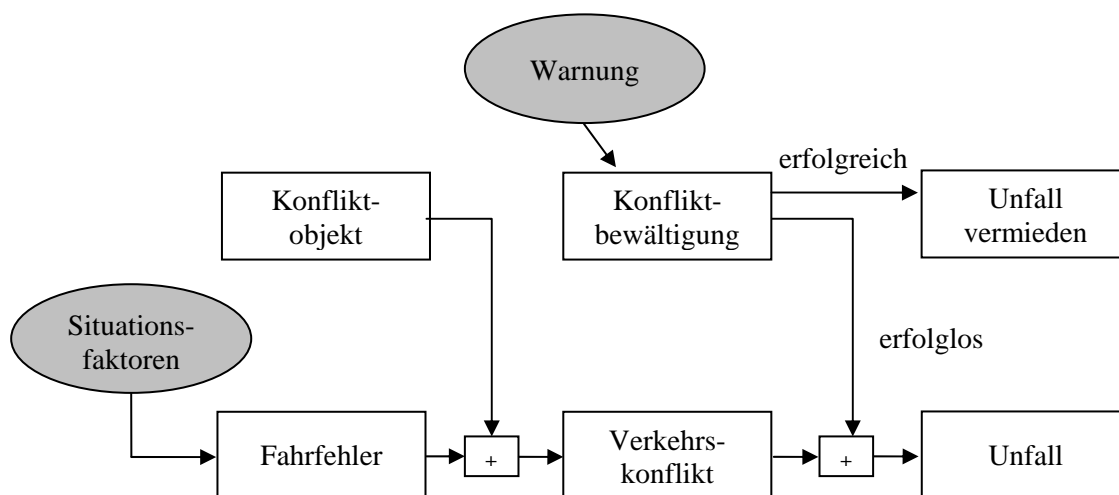 Warnung
erfolgreich
Konflikt-
objekt
Konflikt-
bewältigung
Unfall
vermieden
Situations-
faktoren
erfolglos
Fahrfehler
+
Verkehrs-
konflikt
+
Unfall